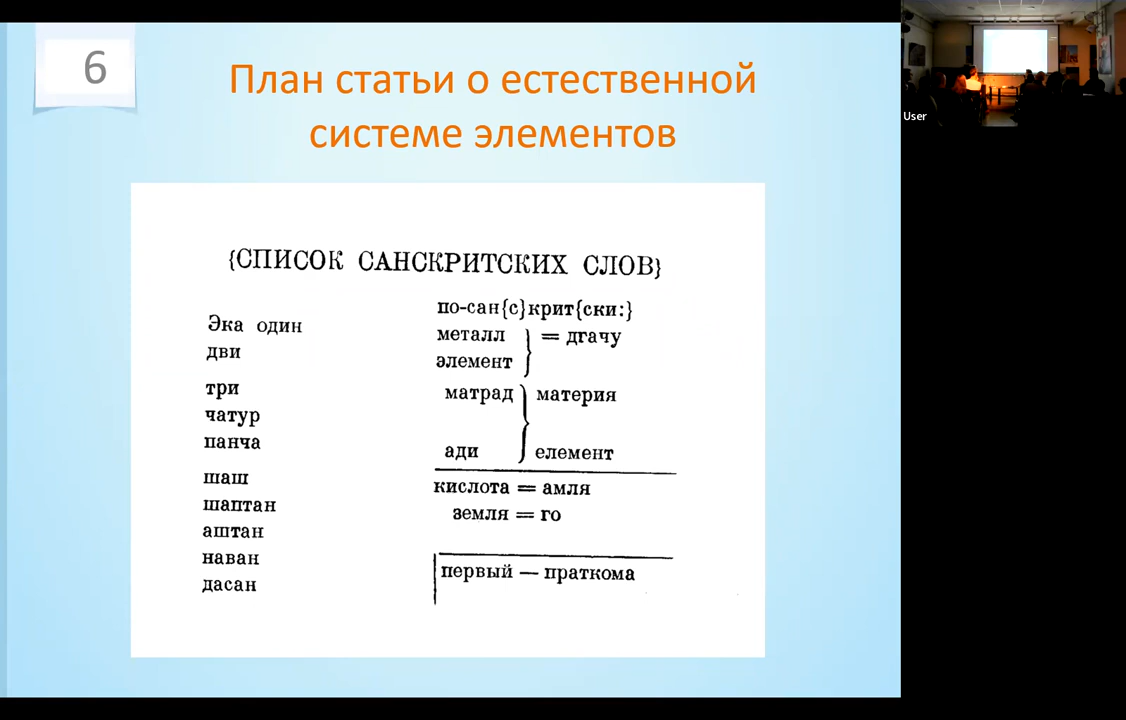 6
План статьи о естественной
системе элементов
{СПИСОК САНСКРИТСКИХ СЛОВ}
Эка один
дви
три
чатур
панча
шаш
шаптан
аштан
наван
дасан
по-сан{с}крит{ски:}
металл } = дгачу
элемент
матрад } материя
ади елемент
кислота = амля
земля = го
первый — праткома
User